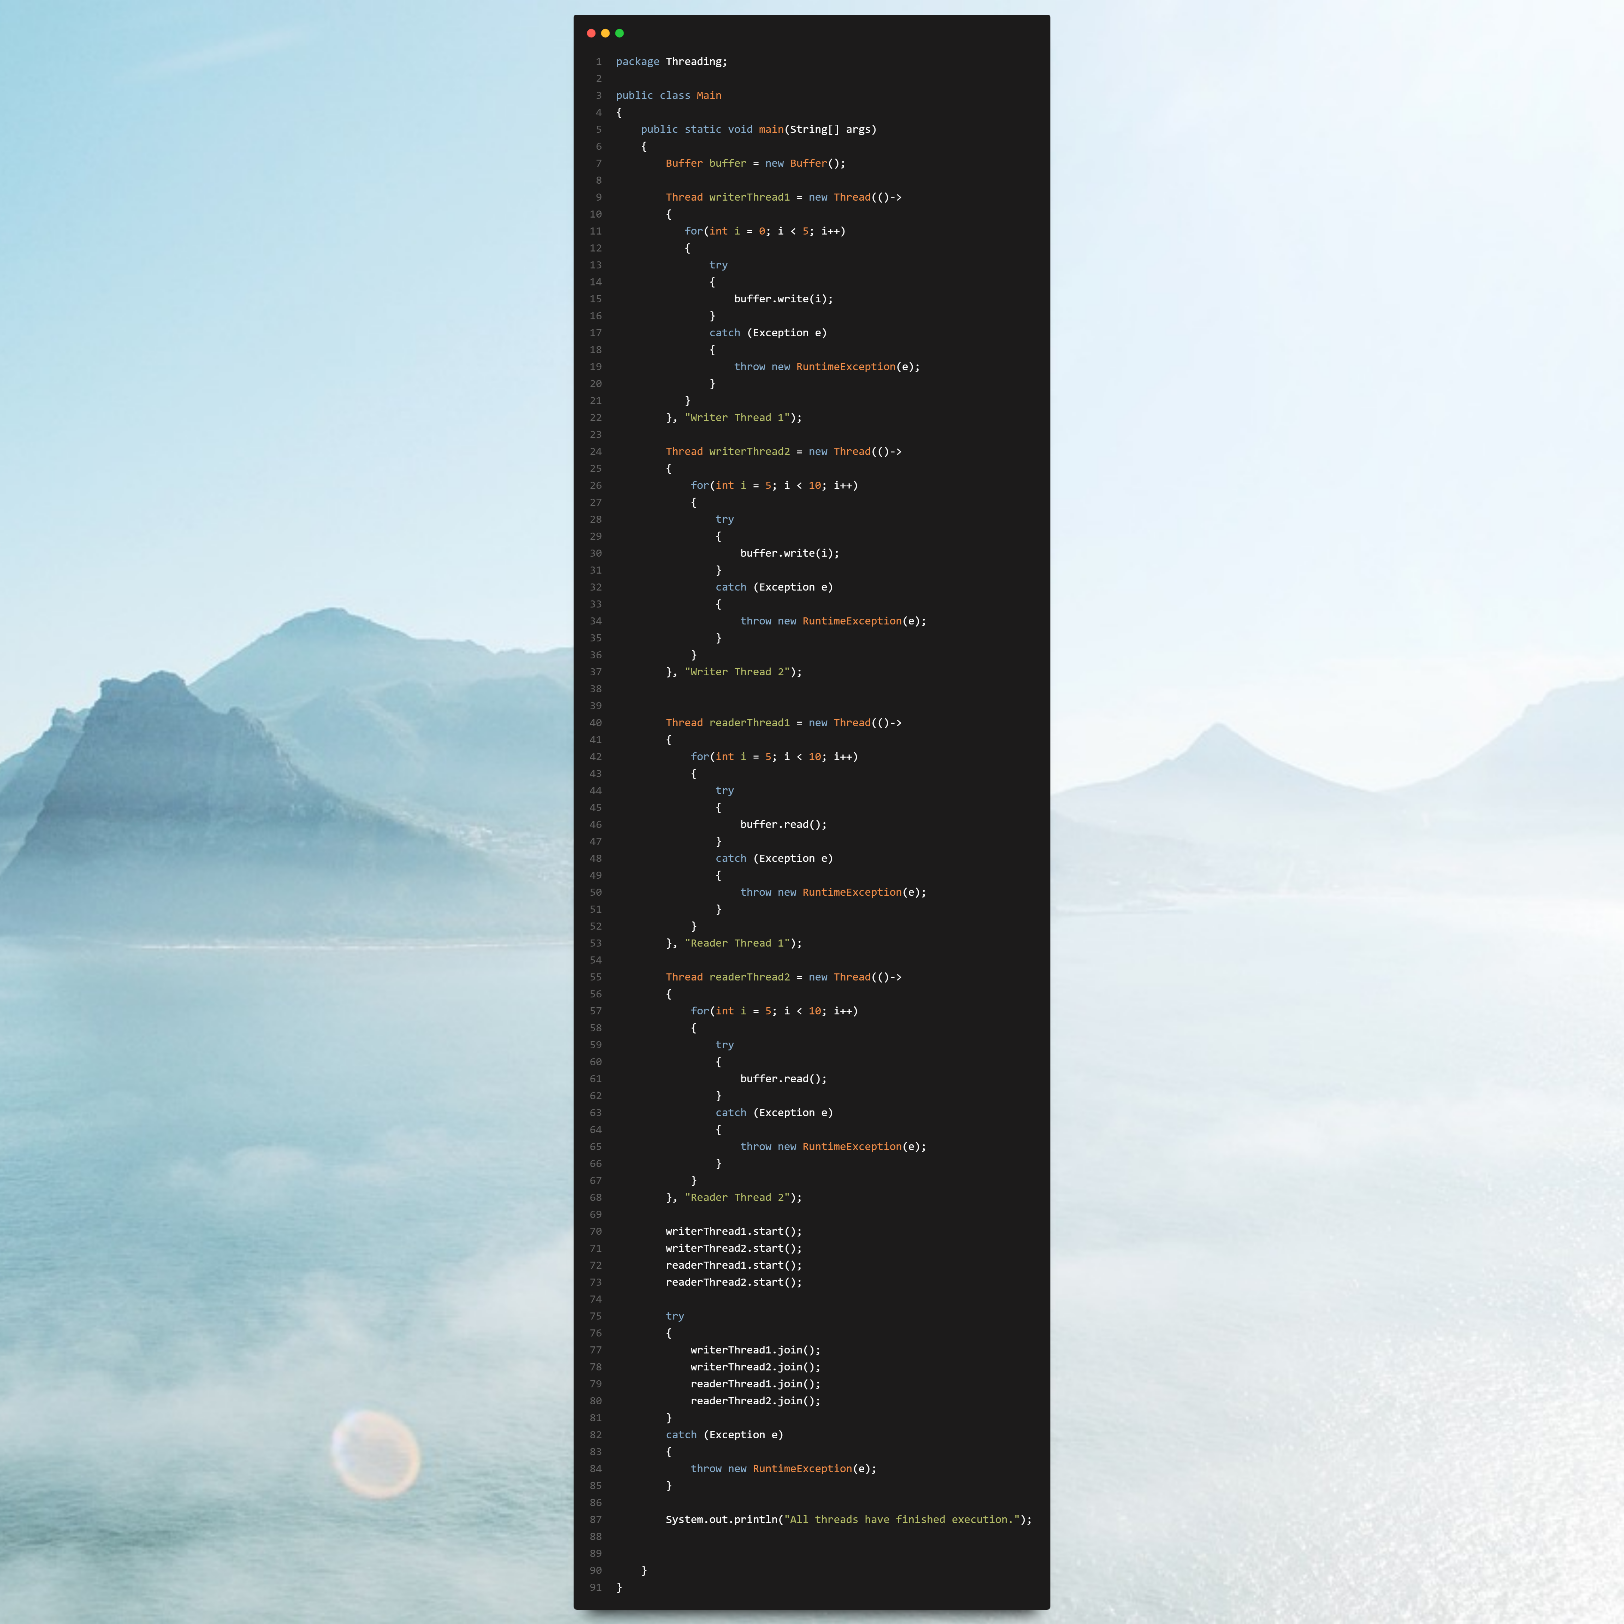 1 package Threading;
2
3 public class Main
4 {
5     public static void main(String[] args)
6     {
7         Buffer buffer = new Buffer();
8
9         Thread writerThread1 = new Thread(()->
10         {
11            for(int i = 0; i < 5; i++)
12            {
13                try
14                {
15                    buffer.write(i);
16                }
17                catch (Exception e)
18                {
19                    throw new RuntimeException(e);
20                }
21            }
22         }, "Writer Thread 1");
23
24         Thread writerThread2 = new Thread(()->
25         {
26             for(int i = 5; i < 10; i++)
27             {
28                 try
29                 {
30                     buffer.write(i);
31                 }
32                 catch (Exception e)
33                 {
34                     throw new RuntimeException(e);
35                 }
36             }
37         }, "Writer Thread 2");
38
39
40         Thread readerThread1 = new Thread(()->
41         {
42             for(int i = 5; i < 10; i++)
43             {
44                 try
45                 {
46                     buffer.read();
47                 }
48                 catch (Exception e)
49                 {
50                     throw new RuntimeException(e);
51                 }
52             }
53         }, "Reader Thread 1");
54
55         Thread readerThread2 = new Thread(()->
56         {
57             for(int i = 5; i < 10; i++)
58             {
59                 try
60                 {
61                     buffer.read();
62                 }
63                 catch (Exception e)
64                 {
65                     throw new RuntimeException(e);
66                 }
67             }
68         }, "Reader Thread 2");
69
70         writerThread1.start();
71         writerThread2.start();
72         readerThread1.start();
73         readerThread2.start();
74
75         try
76         {
77             writerThread1.join();
78             writerThread2.join();
79             readerThread1.join();
80             readerThread2.join();
81         }
82         catch (Exception e)
83         {
84             throw new RuntimeException(e);
85         }
86
87         System.out.println("All threads have finished execution.");
88
89
90     }
91 }